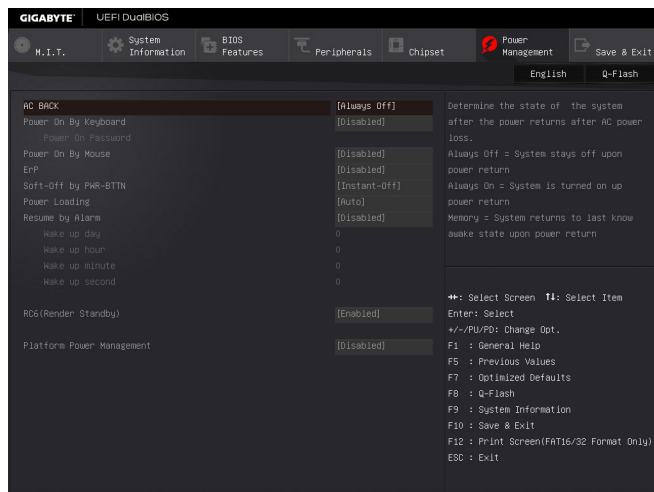 GIGABYTE™ UEFI DualBIOS
M.I.T.
System Information
BIOS Features
Peripherals
Chipset
Power Management
Save & Exit
English
Q-Flash
AC BACK [Always Off]
Power On By Keyboard [Disabled]
Power On Password
Power On By Mouse [Disabled]
ErP [Disabled]
Soft-Off by PWR-BTTN [Instant-Off]
Power Loading [Auto]
Resume by Alarm [Disabled]
Wake up day 0
Wake up hour 0
Wake up minute 0
Wake up second 0
RC6(Render Standby) [Enabled]
Platform Power Management [Disabled]
Determine the state of the system
after the power returns after AC power
loss.
Always Off = System stays off upon
power return
Always On = System is turned on up
power return
Memory = System returns to last know
awake state upon power return
→←: Select Screen ↑↓: Select Item
Enter: Select
+/-/PU/PD: Change Opt.
F1 : General Help
F5 : Previous Values
F7 : Optimized Defaults
F8 : Q-Flash
F9 : System Information
F10 : Save & Exit
F12 : Print Screen(FAT16/32 Format Only)
ESC : Exit